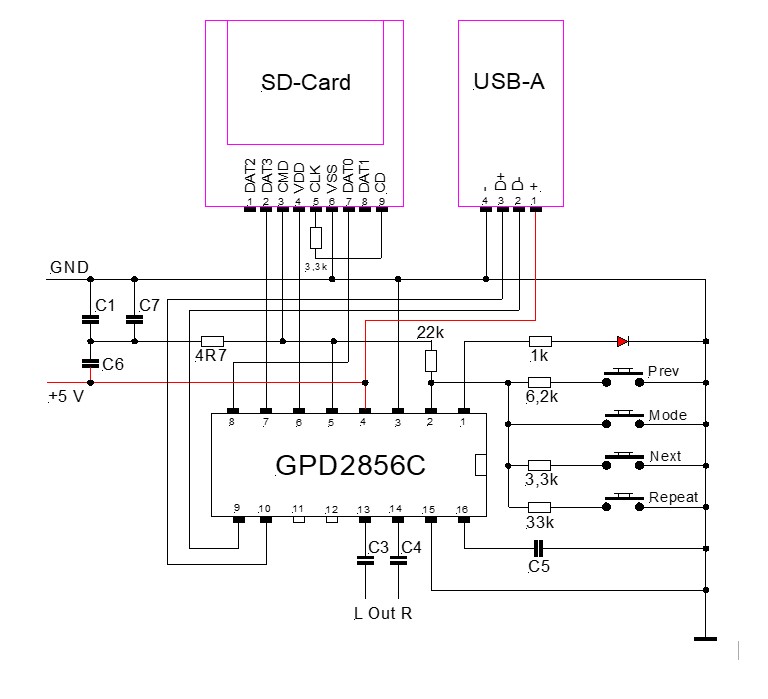 SD-Card
USB-A
DAT2 DAT3 CMD VDD CLK VSS DAT0 DAT1 CD
- D+ D- +
1 2 3 4 5 6 7 8 9
4 3 2 1
3,3k
GND
C1 C7
22k
4R7
1k
C6
Prev
+5 V
6,2k
Mode
8 7 6 5 4 3 2 1
GPD2856C
Next
3,3k
Repeat
9 10 11 12 13 14 15 16
33k
C3 C4
C5
L Out R